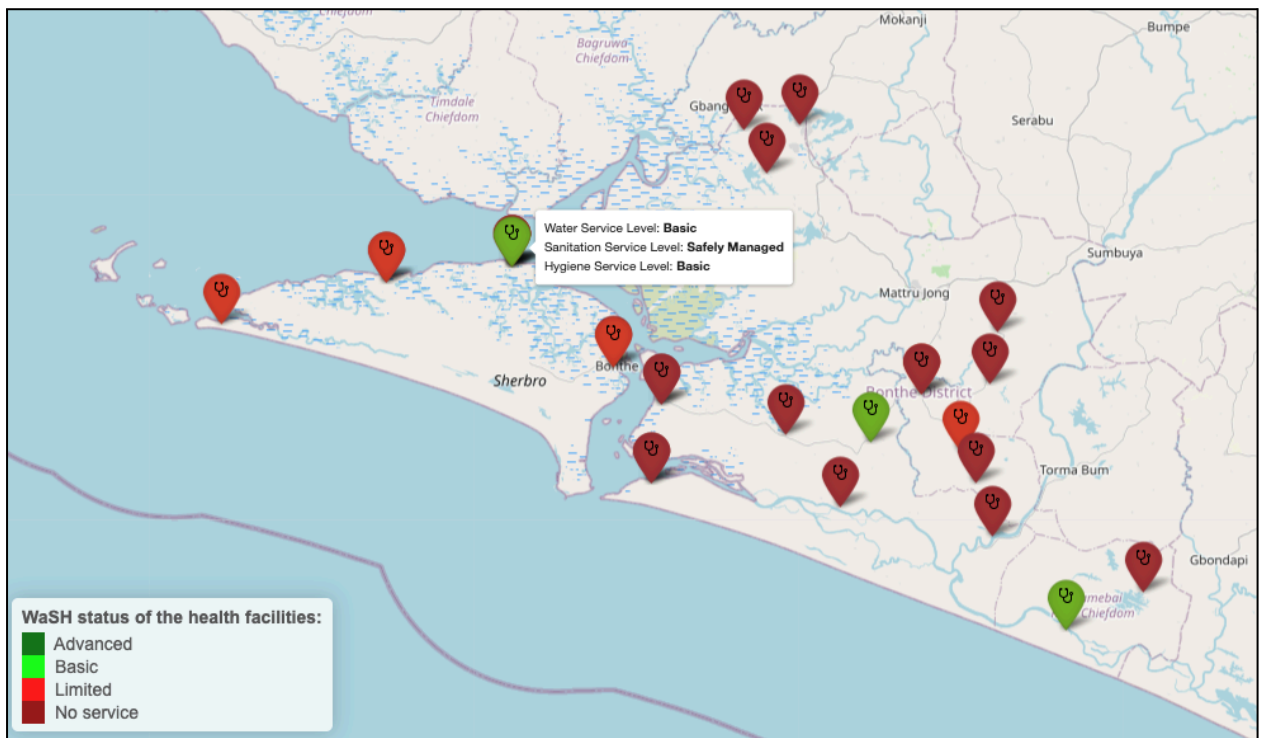 Chiefdom
Mokanji
Bumpe
Bagruwa
Chiefdom
Timdale
Chiefdom
Serabu
Water Service Level: Basic
Sanitation Service Level: Safely Managed
Hygiene Service Level: Basic
Sumbuya
Mattru Jong
Sherbro
Bonthe District
Torma Bum
Gbondapi
Chiefdom
WaSH status of the health facilities:
Advanced
Basic
Limited
No service